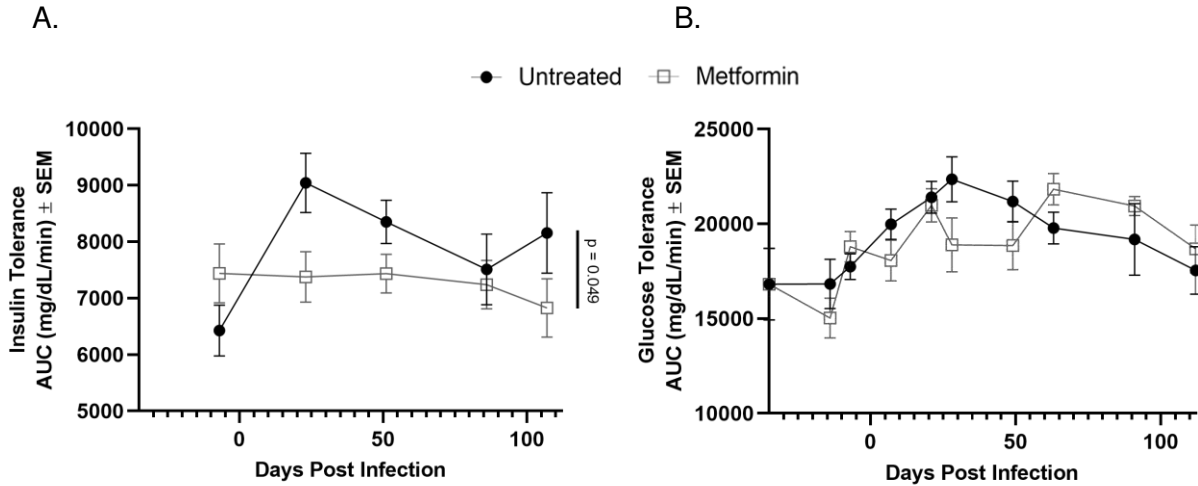 A.
B.
Untreated
Metformin
Insulin Tolerance
AUC (mg/dL/min) ± SEM
10000
9000
8000
7000
6000
5000
0
50
100
Days Post Infection
p = 0.049
Glucose Tolerance
AUC (mg/dL/min) ± SEM
25000
20000
15000
10000
0
50
100
Days Post Infection